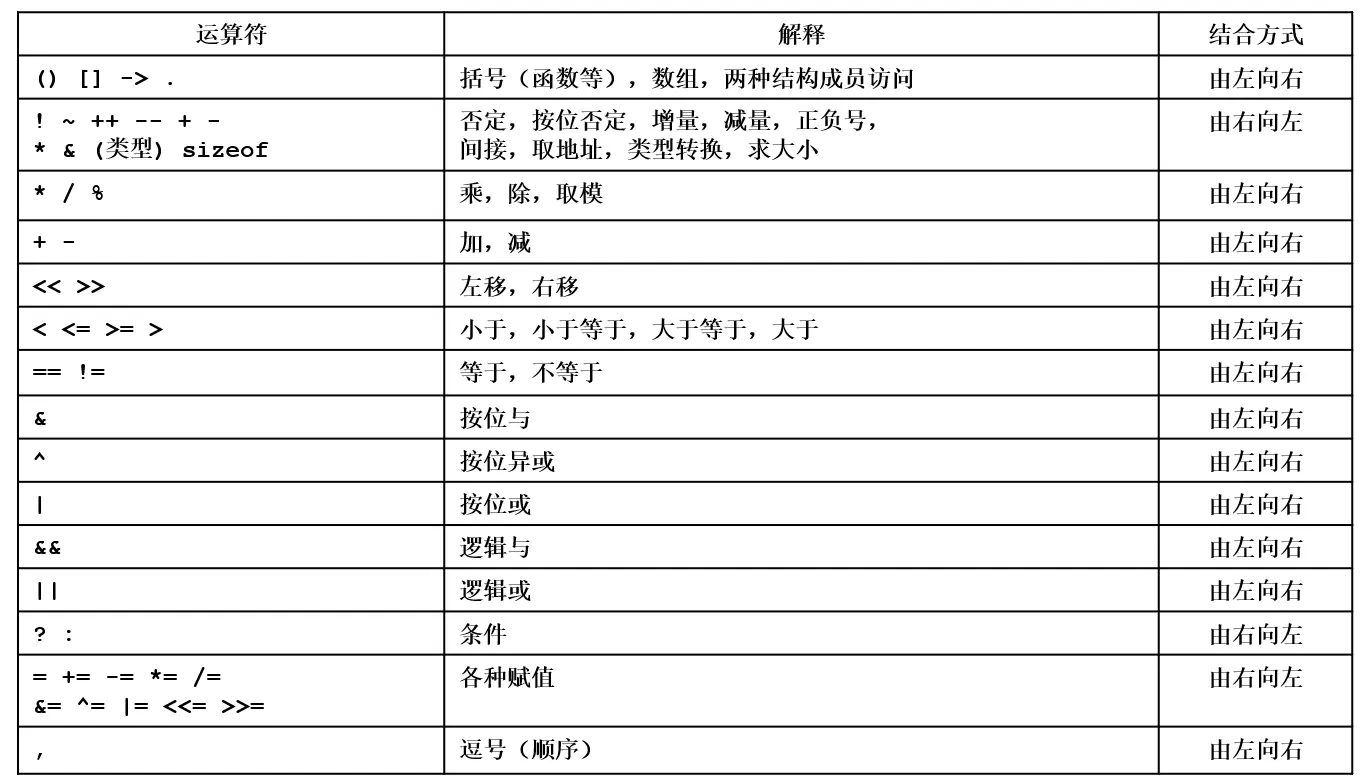 运算符 解释 结合方式
() [] -> . 括号（函数等），数组，两种结构成员访问 由左向右
! ~ ++ -- + - 否定，按位否定，增量，减量，正负号， 由右向左
* & (类型) sizeof 间接，取地址，类型转换，求大小
* / % 乘，除，取模 由左向右
+ - 加，减 由左向右
<< >> 左移，右移 由左向右
< <= >= > 小于，小于等于，大于等于，大于 由左向右
== != 等于，不等于 由左向右
& 按位与 由左向右
^ 按位异或 由左向右
| 按位或 由左向右
&& 逻辑与 由左向右
|| 逻辑或 由左向右
? : 条件 由右向左
= += -= *= /= 各种赋值 由右向左
&= ^= |= <<= >>=
, 逗号（顺序） 由左向右